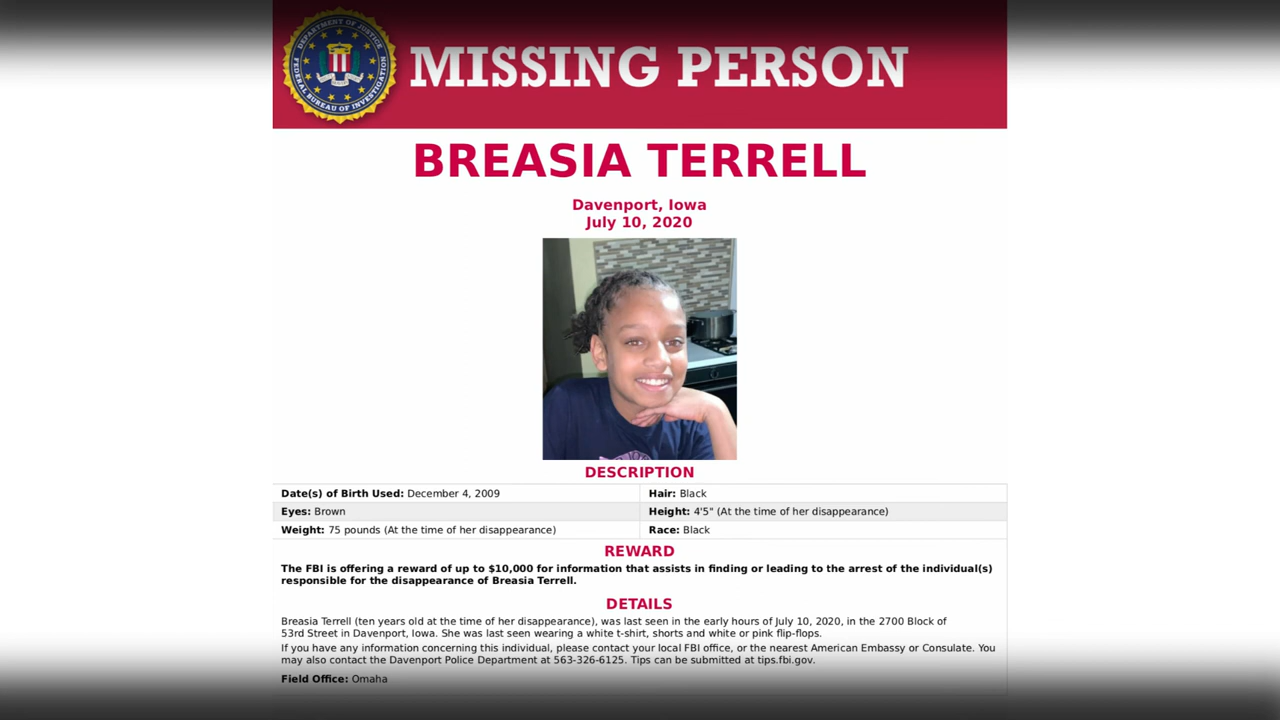 DEPARTMENT OF JUSTICE
FEDERAL BUREAU OF INVESTIGATION
MISSING PERSON
BREASIA TERRELL
Davenport, Iowa
July 10, 2020
DESCRIPTION
Date(s) of Birth Used: December 4, 2009 Hair: Black
Eyes: Brown Height: 4'5" (At the time of her disappearance)
Weight: 75 pounds (At the time of her disappearance) Race: Black
REWARD
The FBI is offering a reward of up to $10,000 for information that assists in finding or leading to the arrest of the individual(s)
responsible for the disappearance of Breasia Terrell.
DETAILS
Breasia Terrell (ten years old at the time of her disappearance), was last seen in the early hours of July 10, 2020, in the 2700 Block of
53rd Street in Davenport, Iowa. She was last seen wearing a white t-shirt, shorts and white or pink flip-flops.
If you have any information concerning this individual, please contact your local FBI office, or the nearest American Embassy or Consulate. You
may also contact the Davenport Police Department at 563-326-6125. Tips can be submitted at tips.fbi.gov.
Field Office: Omaha